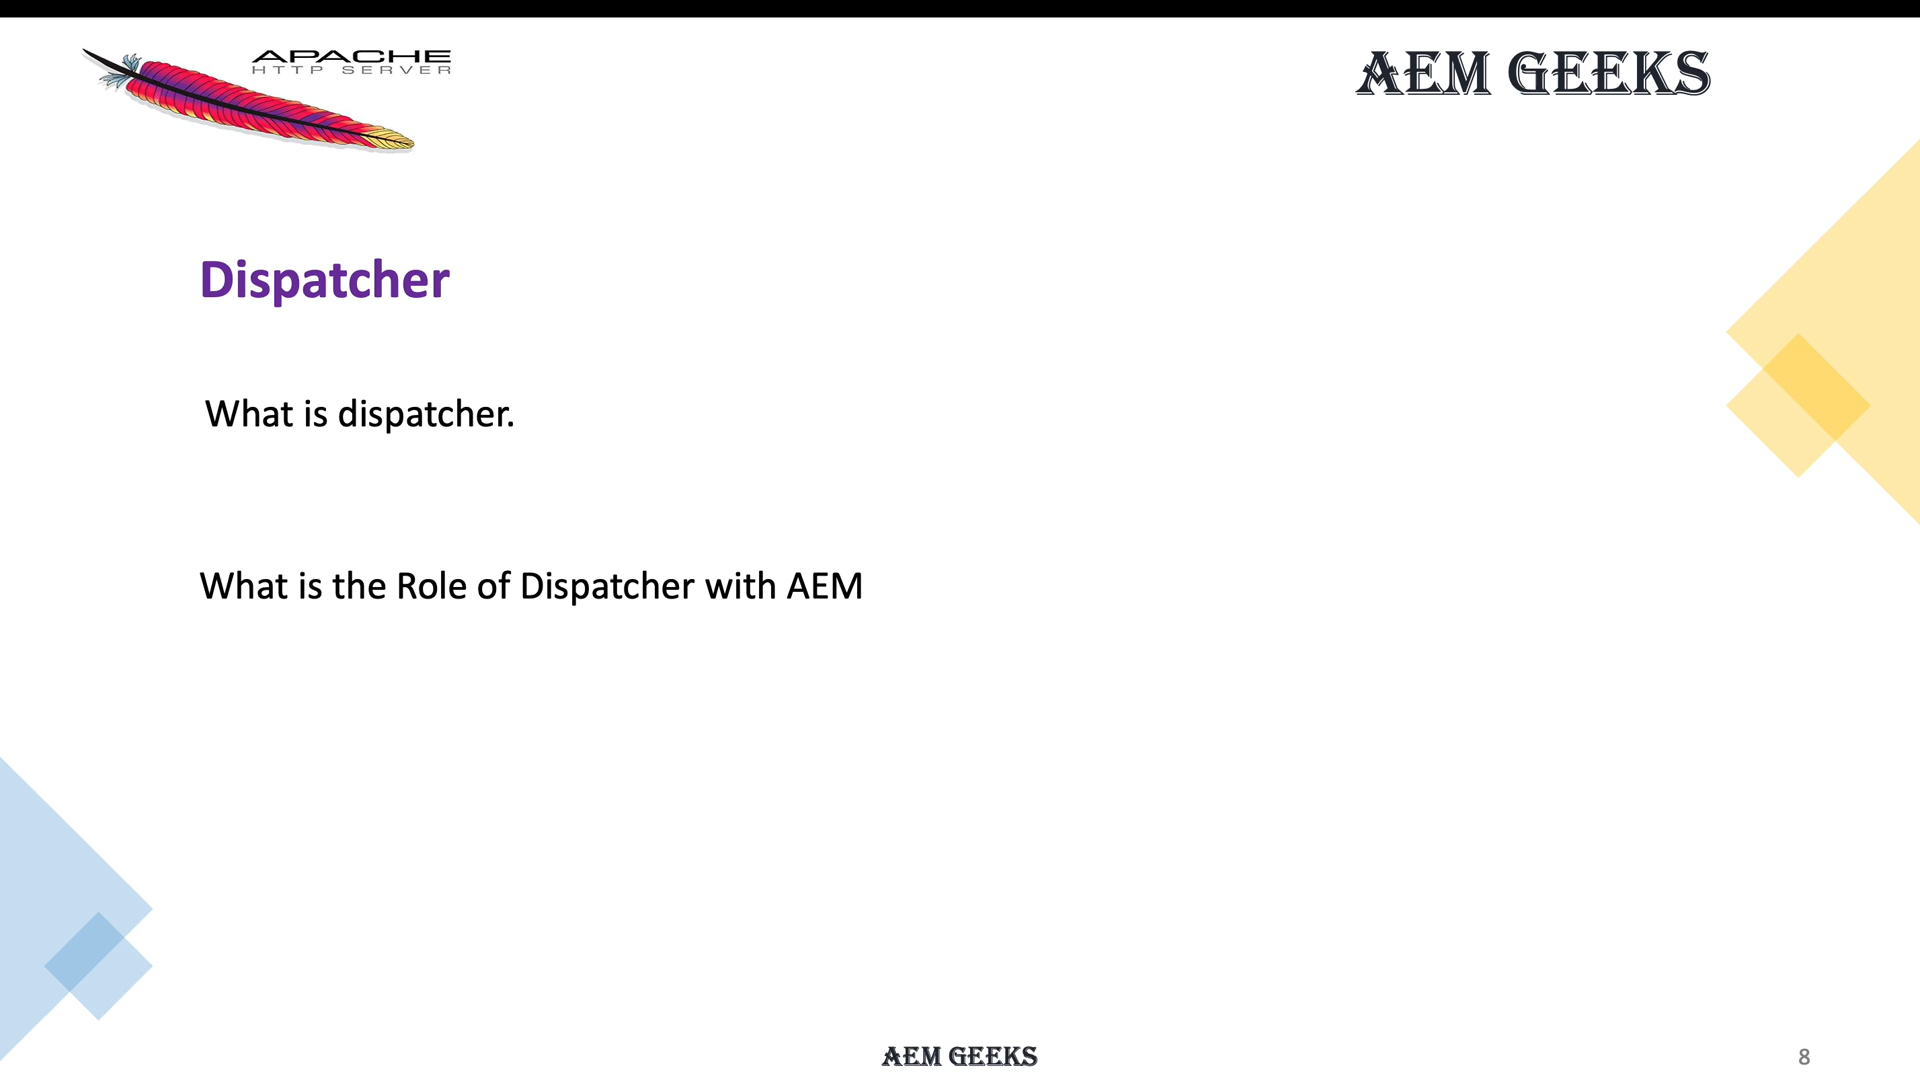 APACHE
HTTP SERVER
AEM GEEKS
Dispatcher
What is dispatcher.
What is the Role of Dispatcher with AEM
AEM GEEKS
8